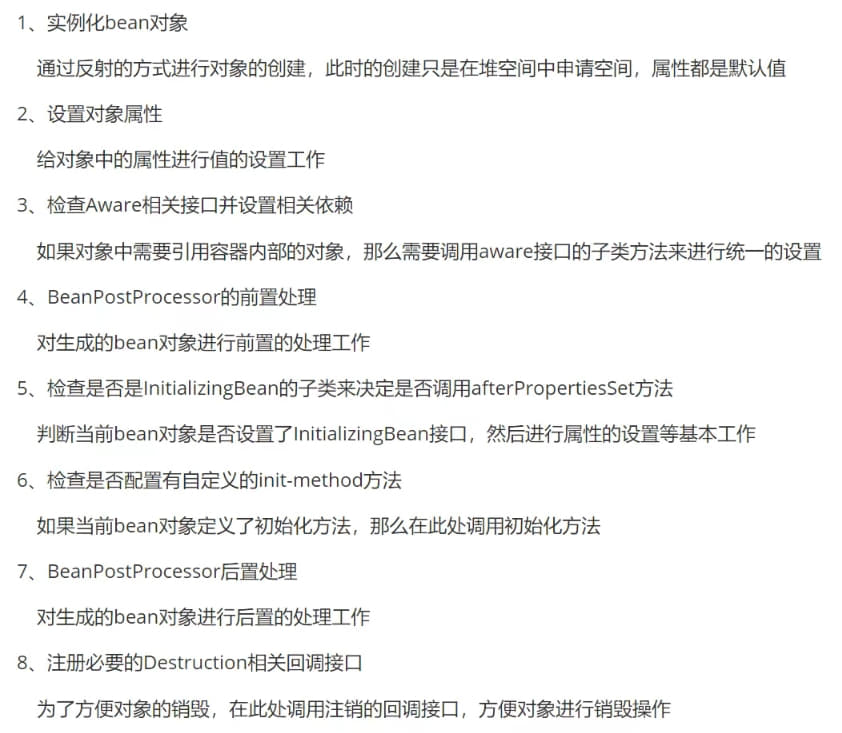 1、实例化bean对象
通过反射的方式进行对象的创建，此时的创建只是在堆空间中申请空间，属性都是默认值
2、设置对象属性
给对象中的属性进行值的设置工作
3、检查Aware相关接口并设置相关依赖
如果对象中需要引用容器内部的对象，那么需要调用aware接口的子类方法来进行统一的设置
4、BeanPostProcessor的前置处理
对生成的bean对象进行前置的处理工作
5、检查是否是InitializingBean的子类来决定是否调用afterPropertiesSet方法
判断当前bean对象是否设置了InitializingBean接口，然后进行属性的设置等基本工作
6、检查是否配置有自定义的init-method方法
如果当前bean对象定义了初始化方法，那么在此处调用初始化方法
7、BeanPostProcessor后置处理
对生成的bean对象进行后置的处理工作
8、注册必要的Destruction相关回调接口
为了方便对象的销毁，在此处调用注销的回调接口，方便对象进行销毁操作